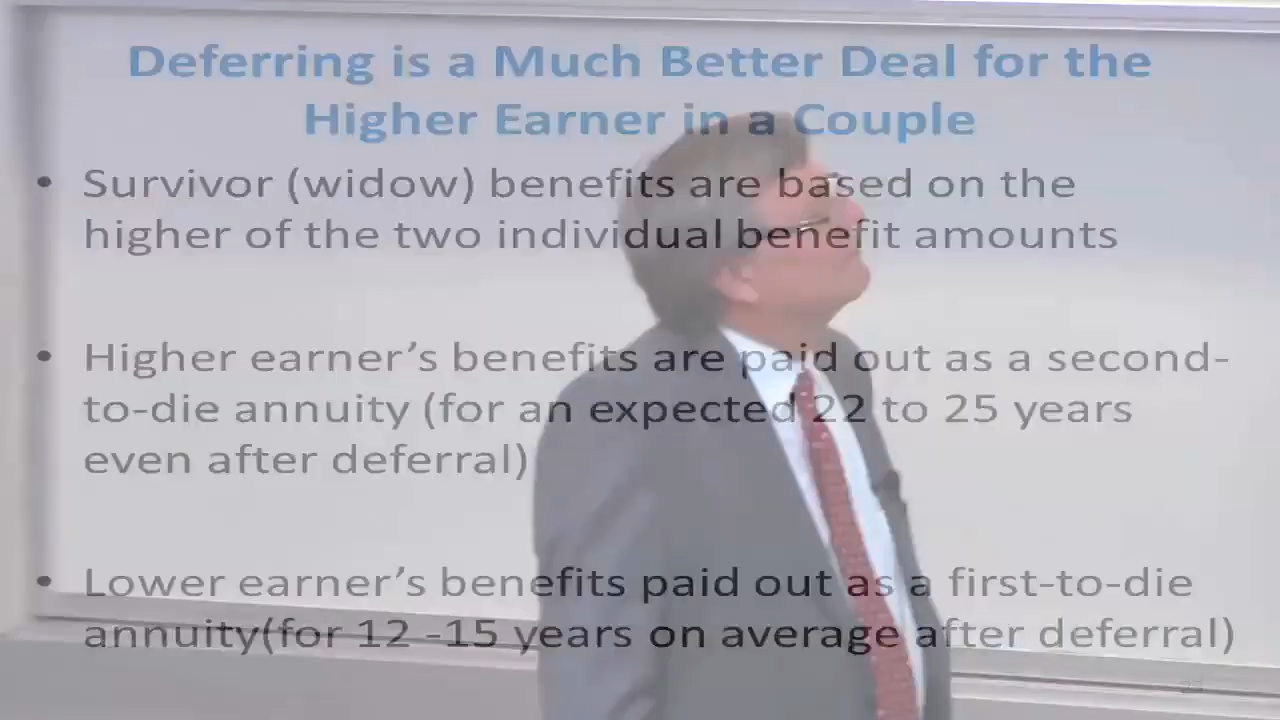 Deferring is a Much Better Deal for the
Higher Earner in a Couple
• Survivor (widow) benefits are based on the
higher of the two individual benefit amounts
• Higher earner’s benefits are paid out as a second-
to-die annuity (for an expected 22 to 25 years
even after deferral)
• Lower earner’s benefits paid out as a first-to-die
annuity(for 12 -15 years on average after deferral)